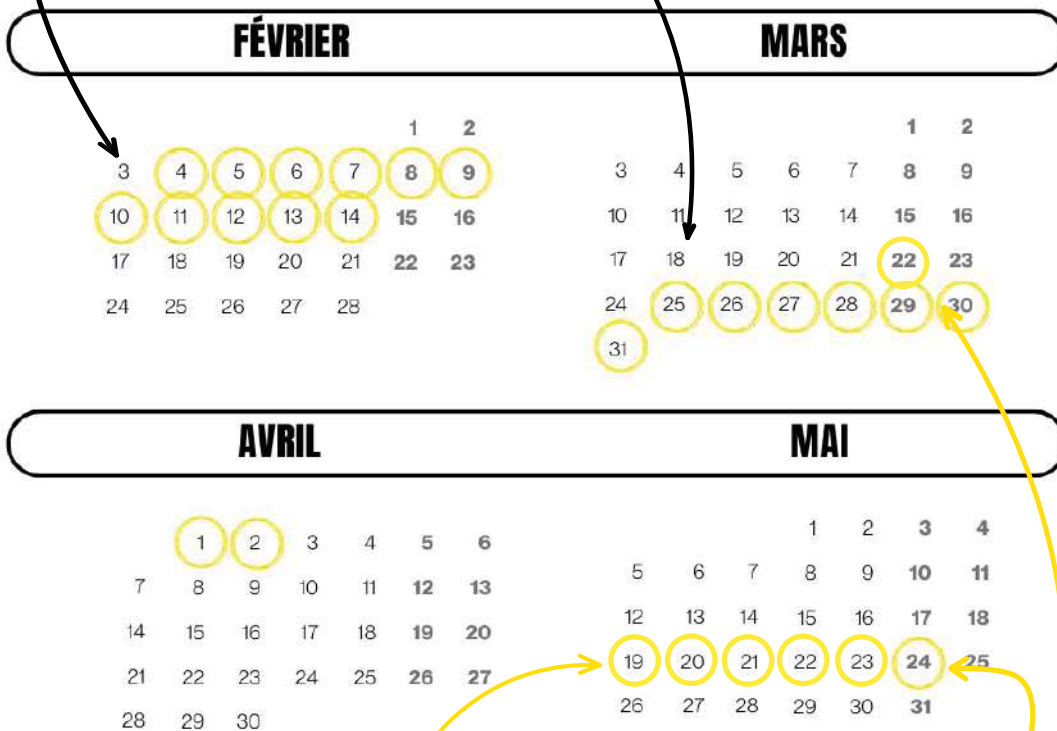 FÉVRIER
1 2
3 4 5 6 7 8 9
10 11 12 13 14 15 16
17 18 19 20 21 22 23
24 25 26 27 28
MARS
1 2
3 4 5 6 7 8 9
10 11 12 13 14 15 16
17 18 19 20 21 22 23
24 25 26 27 28 29 30
31
AVRIL
1 2 3 4 5 6
7 8 9 10 11 12 13
14 15 16 17 18 19 20
21 22 23 24 25 26 27
28 29 30
MAI
1 2 3 4
5 6 7 8 9 10 11
12 13 14 15 16 17 18
19 20 21 22 23 24 25
26 27 28 29 30 31